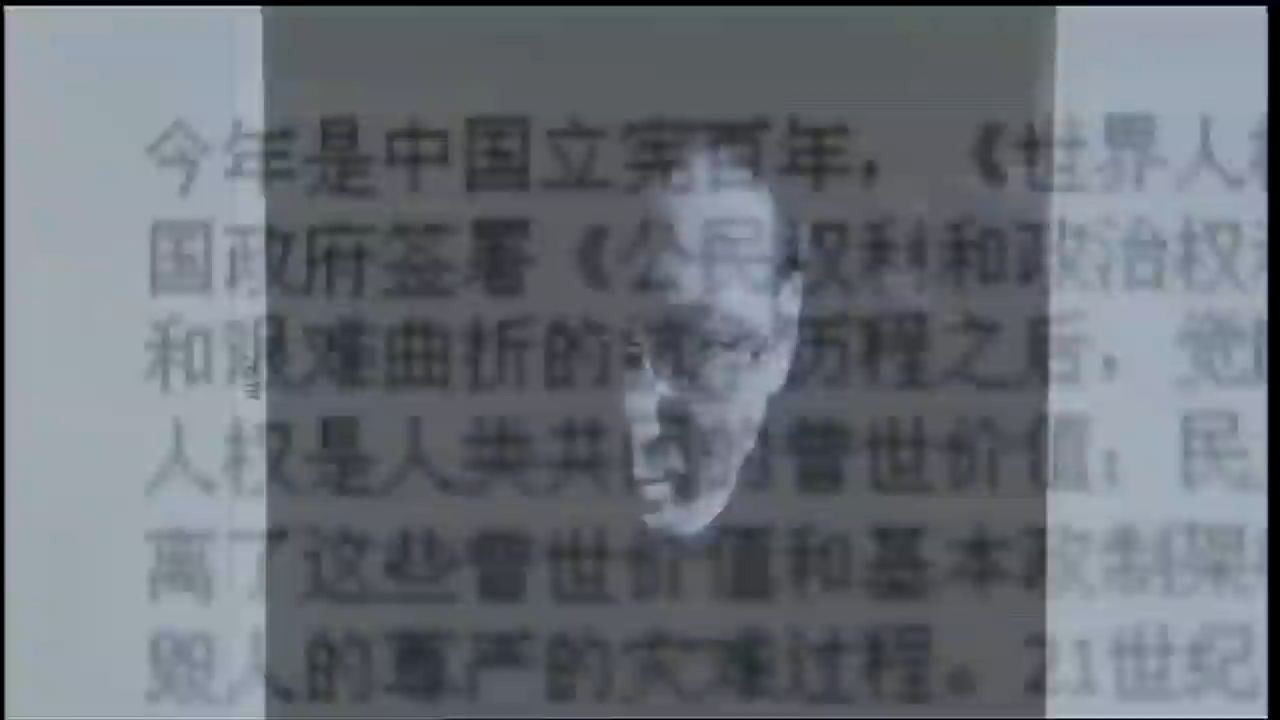 今年是中国立宪百年，《世界人
国政府签署《公民权利和政治权
和艰难曲折的 历程之后，觉
人权是人 共 普世价值；民
离了这些普世价值和基本政制架
毁人的尊严的灾难过程。21世纪